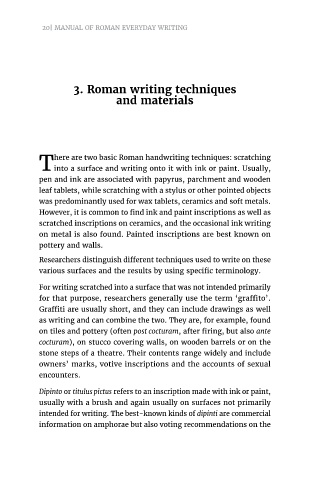 20| MANUAL OF ROMAN EVERYDAY WRITING
3. Roman writing techniques
and materials
There are two basic Roman handwriting techniques: scratching
into a surface and writing onto it with ink or paint. Usually,
pen and ink are associated with papyrus, parchment and wooden
leaf tablets, while scratching with a stylus or other pointed objects
was predominantly used for wax tablets, ceramics and soft metals.
However, it is common to find ink and paint inscriptions as well as
scratched inscriptions on ceramics, and the occasional ink writing
on metal is also found. Painted inscriptions are best known on
pottery and walls.
Researchers distinguish different techniques used to write on these
various surfaces and the results by using specific terminology.
For writing scratched into a surface that was not intended primarily
for that purpose, researchers generally use the term ‘graffito’.
Graffiti are usually short, and they can include drawings as well
as writing and can combine the two. They are, for example, found
on tiles and pottery (often post cocturam, after firing, but also ante
cocturam), on stucco covering walls, on wooden barrels or on the
stone steps of a theatre. Their contents range widely and include
owners’ marks, votive inscriptions and the accounts of sexual
encounters.
Dipinto or titulus pictus refers to an inscription made with ink or paint,
usually with a brush and again usually on surfaces not primarily
intended for writing. The best-known kinds of dipinti are commercial
information on amphorae but also voting recommendations on the